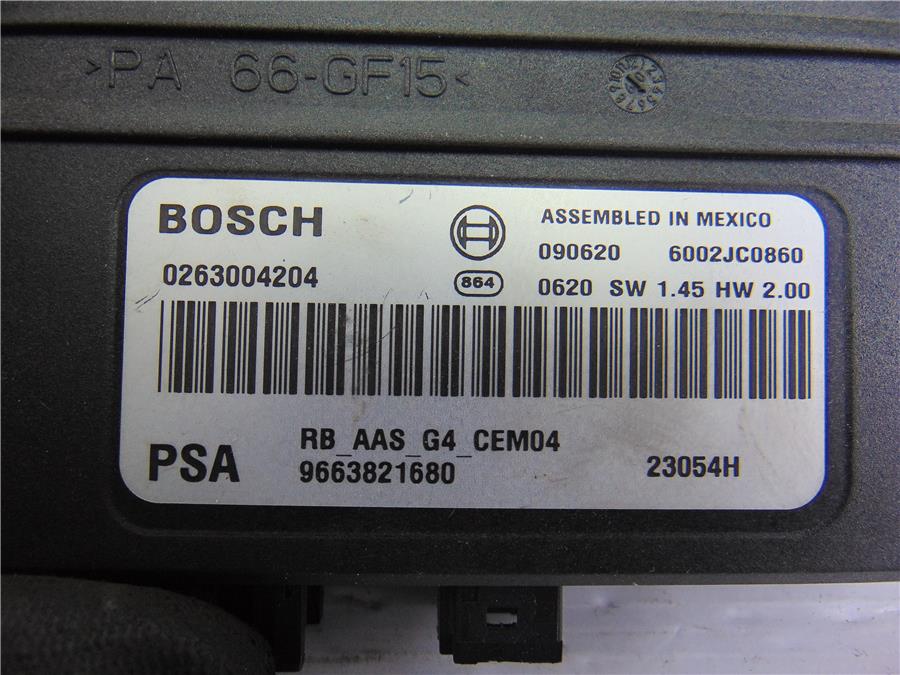 >PA 66-GF15<
BOSCH
ASSEMBLED IN MEXICO
090620 6002JC0860
0263004204
864
0620 SW 1.45 HW 2.00
RB_AAS_G4_CEM04
PSA
9663821680
23054H